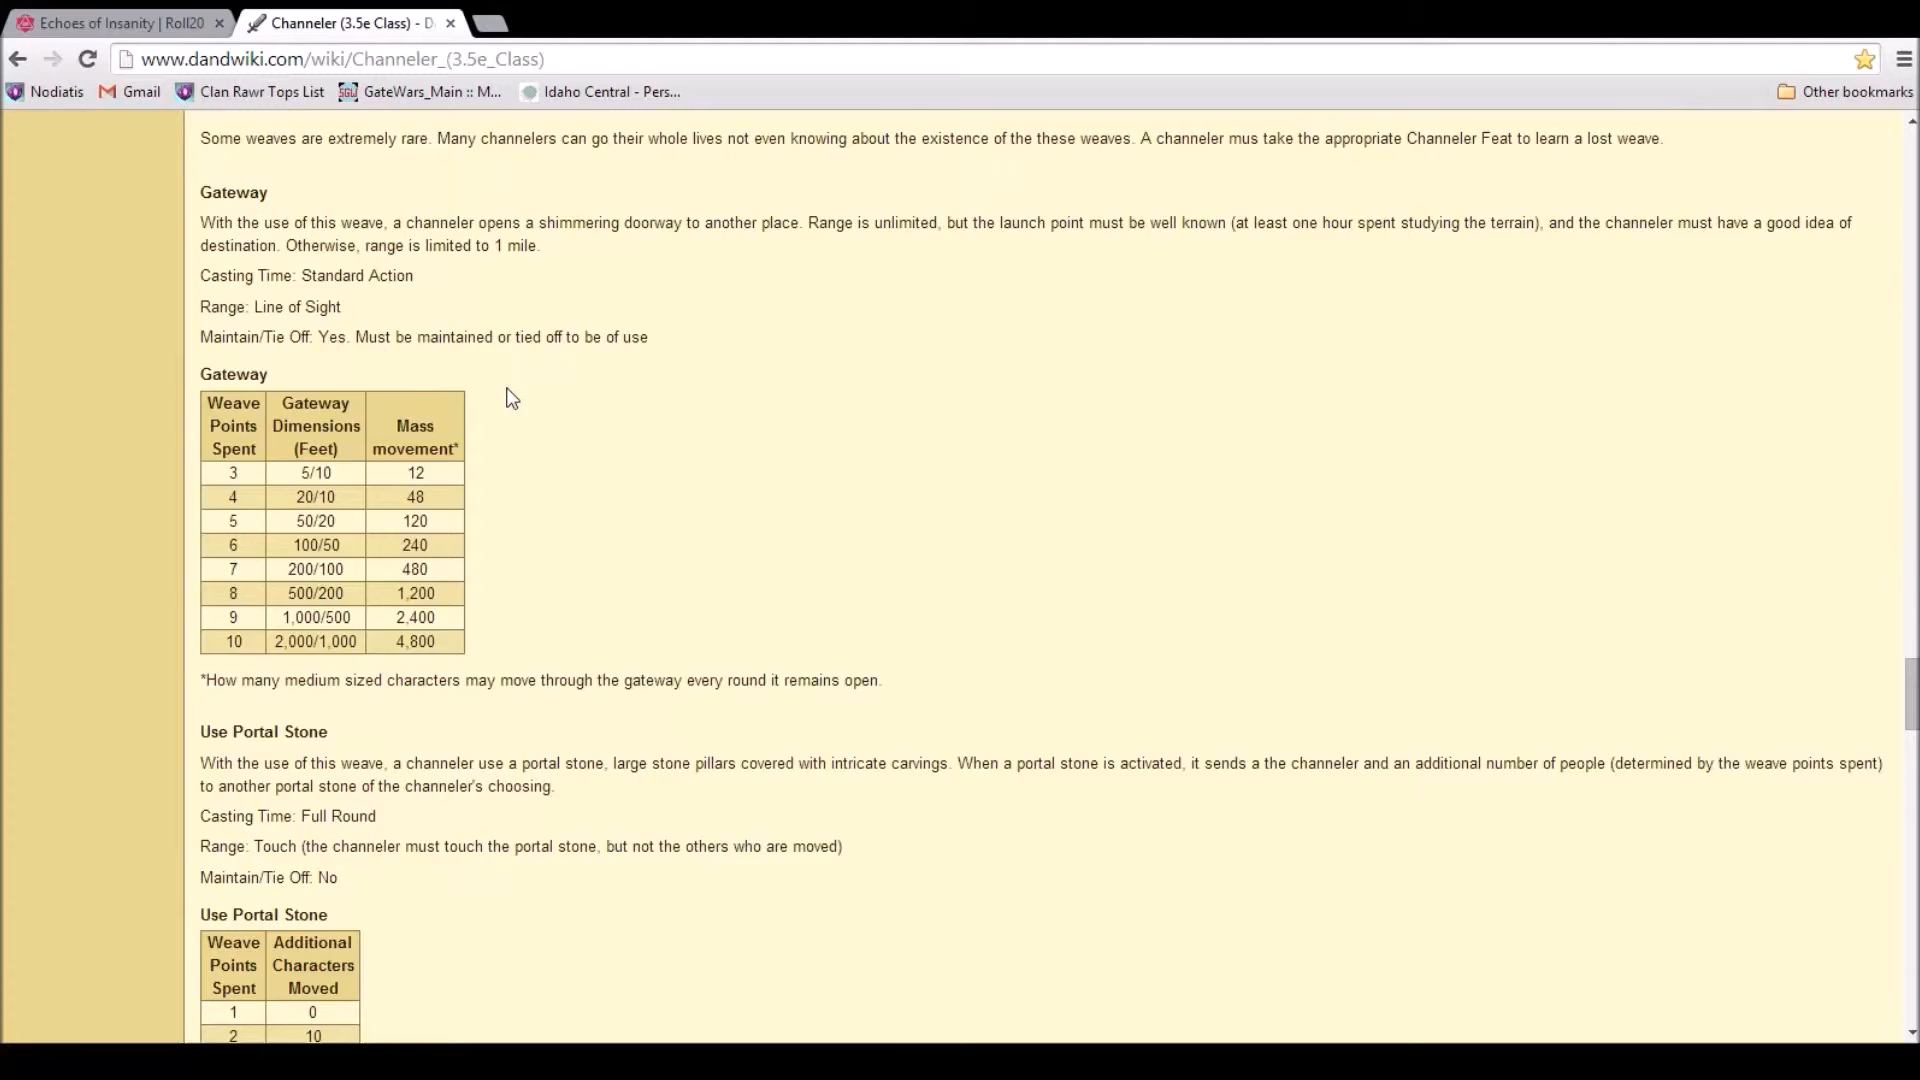 Echoes of Insanity | Roll20
Channeler (3.5e Class) - D
www.dandwiki.com/wiki/Channeler_(3.5e_Class)
Nodiatis
Gmail
Clan Rawr Tops List
SGW
GateWars_Main :: M...
Idaho Central - Pers...
Other bookmarks
Some weaves are extremely rare. Many channelers can go their whole lives not even knowing about the existence of the these weaves. A channeler mus take the appropriate Channeler Feat to learn a lost weave.
Gateway
With the use of this weave, a channeler opens a shimmering doorway to another place. Range is unlimited, but the launch point must be well known (at least one hour spent studying the terrain), and the channeler must have a good idea of
destination. Otherwise, range is limited to 1 mile.
Casting Time: Standard Action
Range: Line of Sight
Maintain/Tie Off: Yes. Must be maintained or tied off to be of use
Gateway
Weave Points Spent Gateway Dimensions (Feet) Mass movement*
3 5/10 12
4 20/10 48
5 50/20 120
6 100/50 240
7 200/100 480
8 500/200 1,200
9 1,000/500 2,400
10 2,000/1,000 4,800
*How many medium sized characters may move through the gateway every round it remains open.
Use Portal Stone
With the use of this weave, a channeler use a portal stone, large stone pillars covered with intricate carvings. When a portal stone is activated, it sends a the channeler and an additional number of people (determined by the weave points spent)
to another portal stone of the channeler's choosing.
Casting Time: Full Round
Range: Touch (the channeler must touch the portal stone, but not the others who are moved)
Maintain/Tie Off: No
Use Portal Stone
Weave Points Spent Additional Characters Moved
1 0
2 10